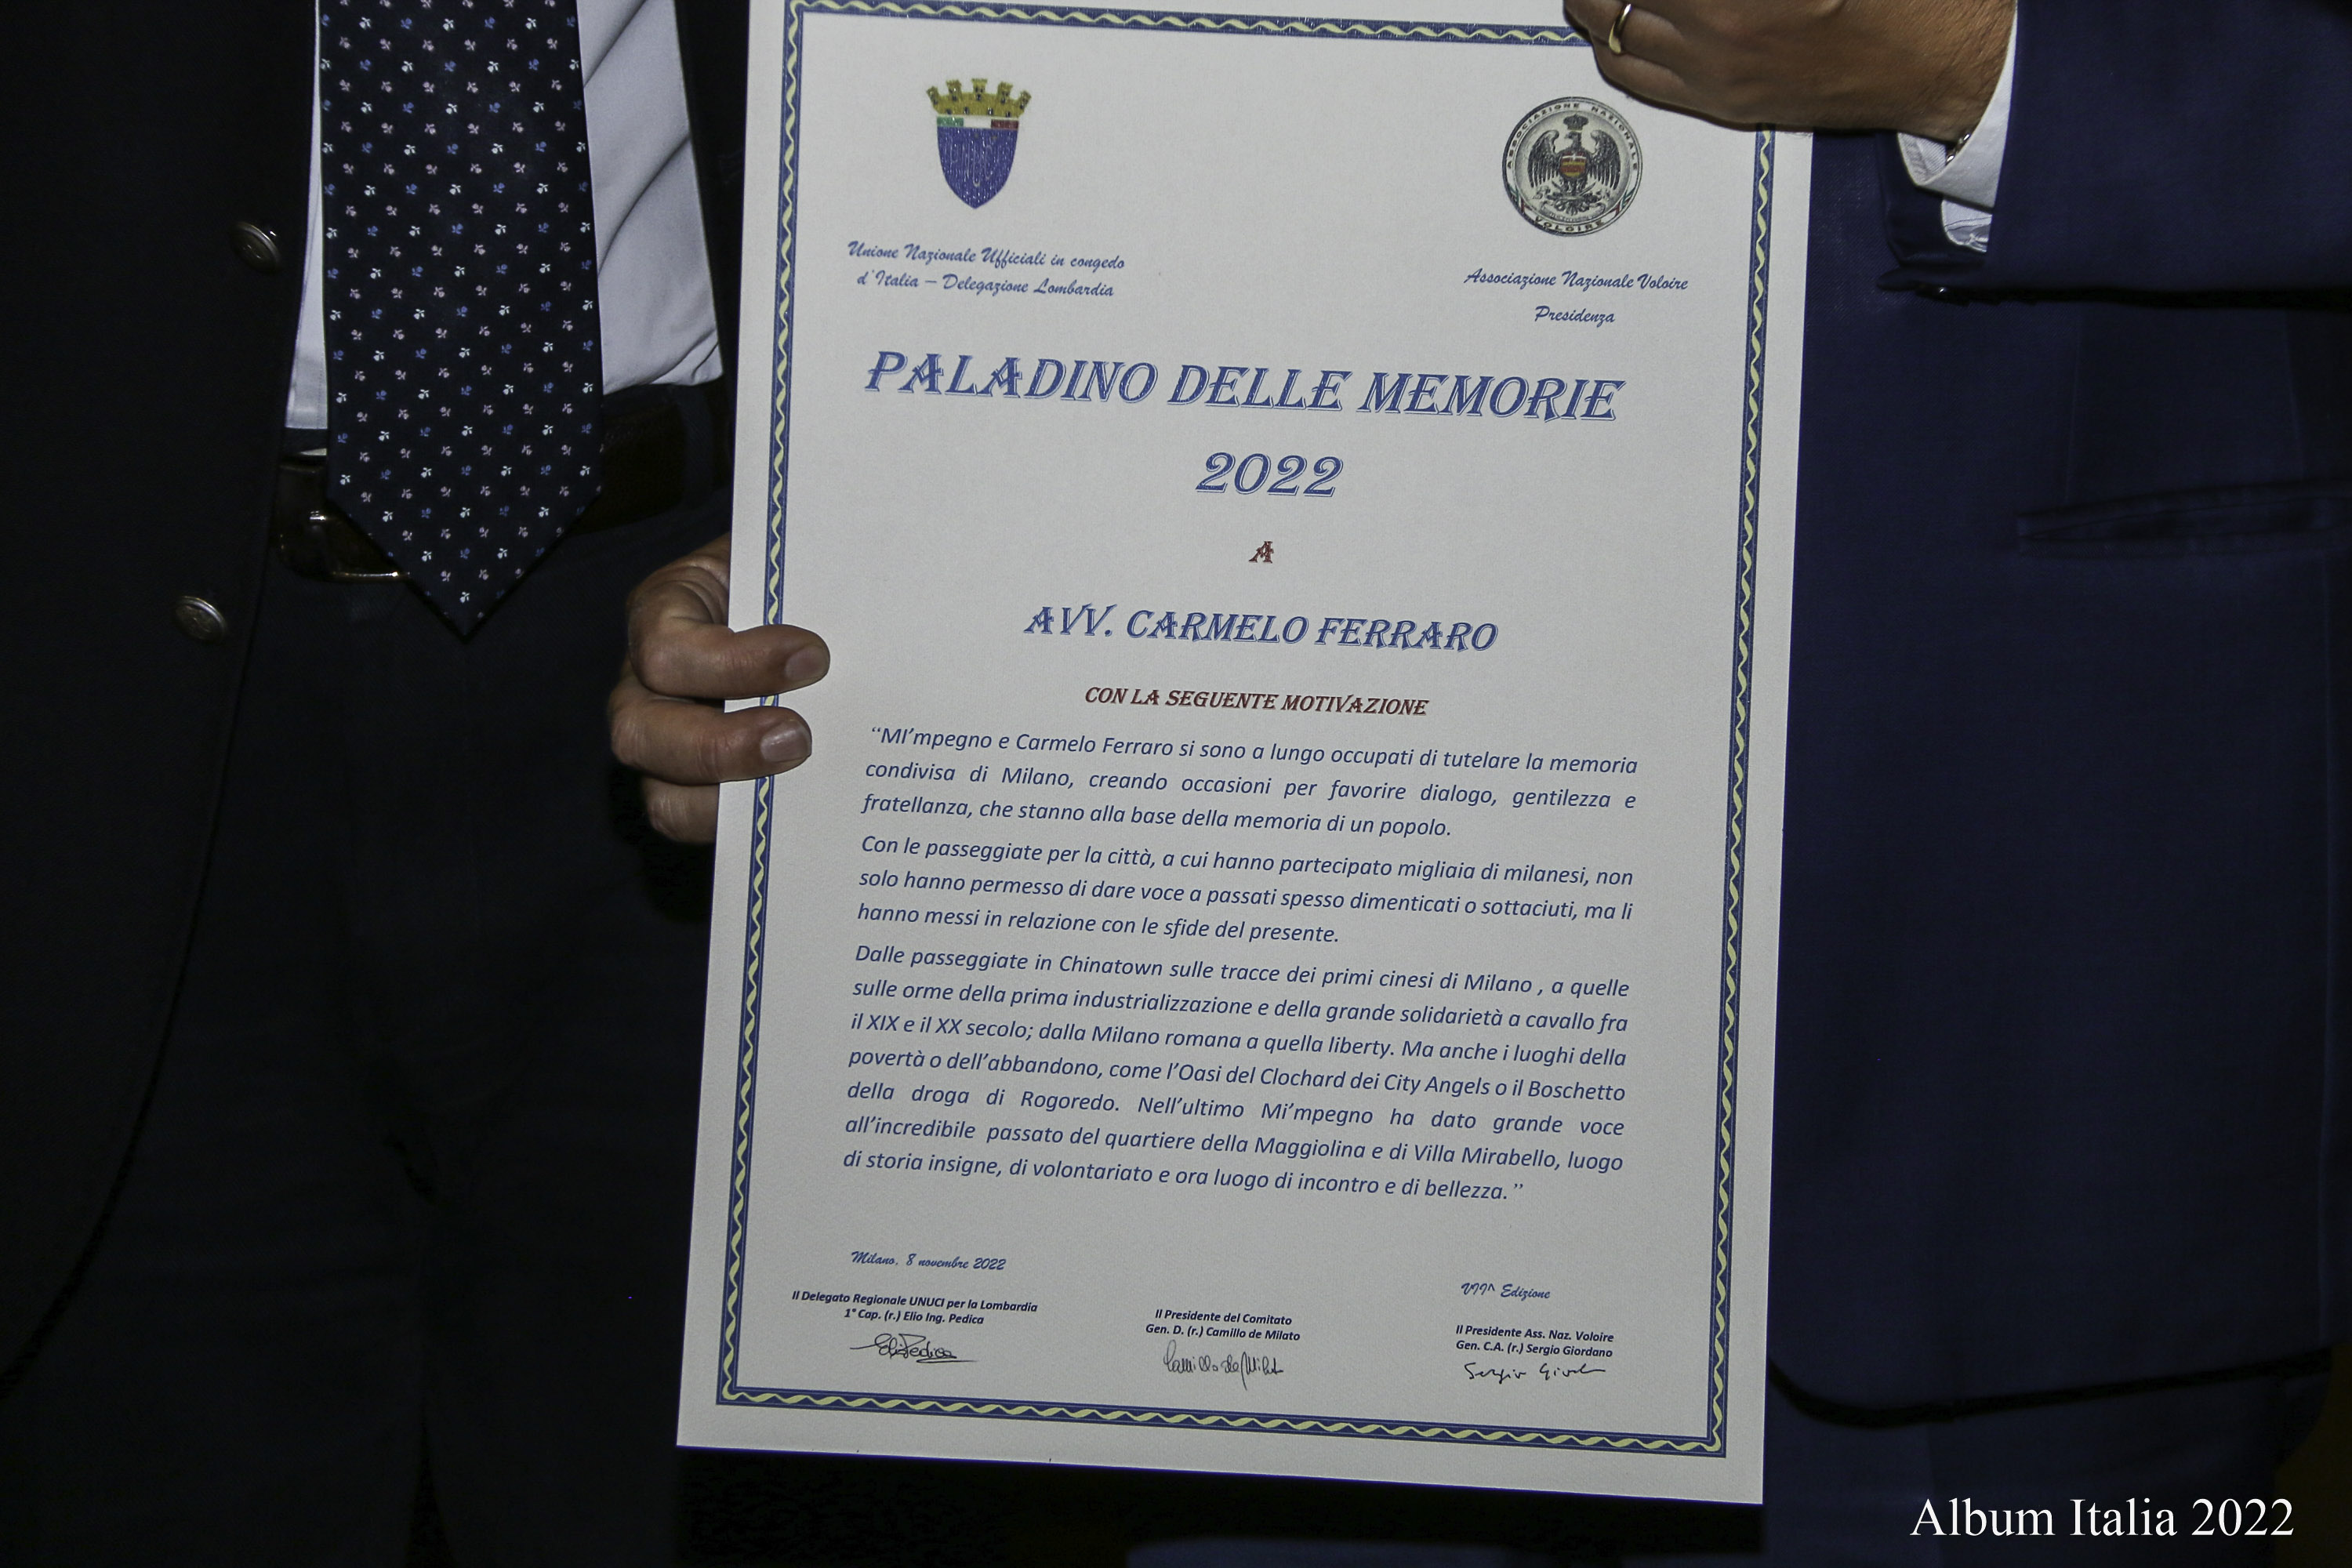 ASSOCIAZIONE NAZIONALE
VOLOIRE
Unione Nazionale Ufficiali in congedo
d'Italia – Delegazione Lombardia
Associazione Nazionale Voloire
Presidenza
PALADINO DELLE MEMORIE
2022
A
AVV. CARMELO FERRARO
CON LA SEGUENTE MOTIVAZIONE
“MI’mpegno e Carmelo Ferraro si sono a lungo occupati di tutelare la memoria
condivisa di Milano, creando occasioni per favorire dialogo, gentilezza e
fratellanza, che stanno alla base della memoria di un popolo.
Con le passeggiate per la città, a cui hanno partecipato migliaia di milanesi, non
solo hanno permesso di dare voce a passati spesso dimenticati o sottaciuti, ma li
hanno messi in relazione con le sfide del presente.
Dalle passeggiate in Chinatown sulle tracce dei primi cinesi di Milano , a quelle
sulle orme della prima industrializzazione e della grande solidarietà a cavallo fra
il XIX e il XX secolo; dalla Milano romana a quella liberty. Ma anche i luoghi della
povertà o dell’abbandono, come l’Oasi del Clochard dei City Angels o il Boschetto
della droga di Rogoredo. Nell’ultimo Mi’mpegno ha dato grande voce
all’incredibile passato del quartiere della Maggiolina e di Villa Mirabello, luogo
di storia insigne, di volontariato e ora luogo di incontro e di bellezza.”
Milano, 8 novembre 2022
VII^ Edizione
Il Delegato Regionale UNUCI per la Lombardia
1° Cap. (r.) Elio Ing. Pedica
Il Presidente del Comitato
Gen. D. (r.) Camillo de Milato
Il Presidente Ass. Naz. Voloire
Gen. C.A. (r.) Sergio Giordano
Album Italia 2022